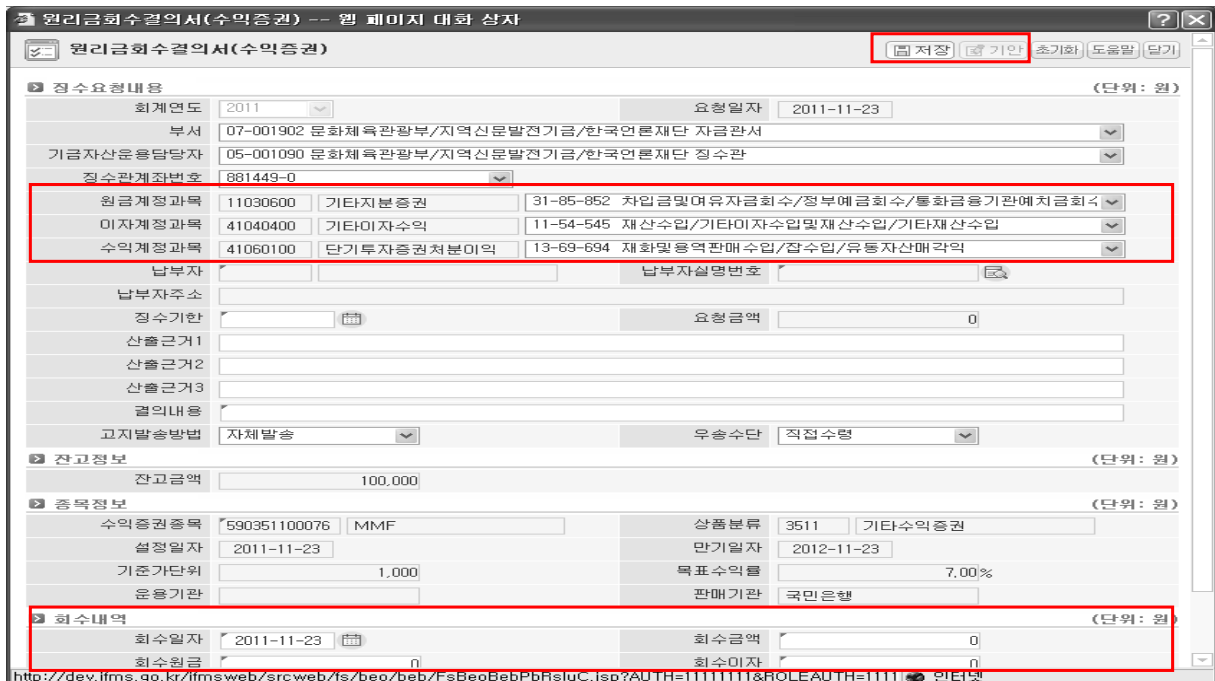 원리금회수결의서(수익증권) -- 웹 페이지 대화 상자
원리금회수결의서(수익증권) 저장 기안 초기화 도움말 닫기
징수요청내용 (단위: 원)
회계연도 2011 요청일자 2011-11-23
부서 07-001902 문화체육관광부/지역신문발전기금/한국언론재단 자금관서
기금자산운용담당자 05-001090 문화체육관광부/지역신문발전기금/한국언론재단 징수관
징수관계좌번호 881449-0
원금계정과목 11030600 기타지분증권 31-85-852 차입금및여유자금회수/정부예금회수/통화금융기관예치금회수
이자계정과목 41040400 기타이자수익 11-54-545 재산수입/기타이자수입및재산수입/기타재산수입
수익계정과목 41060100 단기투자증권처분이익 13-69-694 재화및용역판매수입/잡수입/유동자산매각익
납부자 납부자실명번호
납부자주소
징수기한 요청금액 0
산출근거1
산출근거2
산출근거3
결의내용
고지발송방법 자체발송 우송수단 직접수령
잔고정보 (단위: 원)
잔고금액 100,000
종목정보 (단위: 원)
수익증권종목 590351100076 MMF 상품분류 3511 기타수익증권
설정일자 2011-11-23 만기일자 2012-11-23
기준가단위 1,000 목표수익률 7.00 %
운용기관 판매기관 국민은행
회수내역 (단위: 원)
회수일자 2011-11-23 회수금액 0
회수원금 0 회수이자 0
http://dev.ifms.go.kr/ifmsweb/srcweb/fs/beo/beb/FsBeoBebPbRsluC.jsp?AUTH=11111111&ROLEAUTH=1111 인터넷